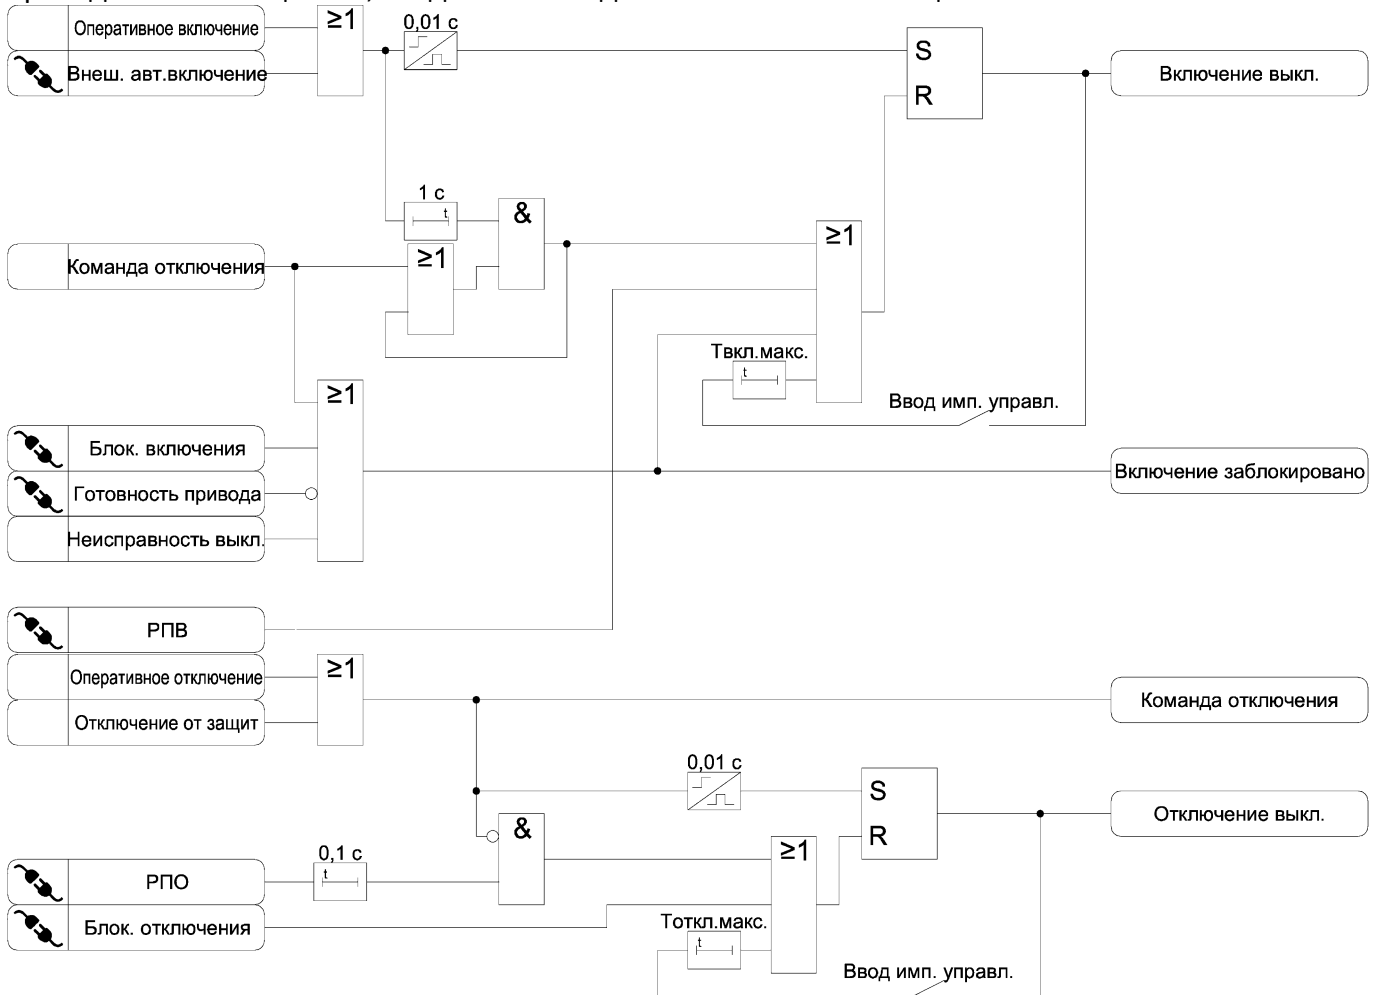 Оперативное включение
≥1
0,01 с
S
Внеш. авт.включение
Включение выкл.
R
1 с
t
&
≥1
Команда отключения
≥1
Твкл.макс.
t
≥1
Ввод имп. управл.
Блок. включения
Включение заблокировано
Готовность привода
Неисправность выкл.
РПВ
Оперативное отключение
≥1
Команда отключения
Отключение от защит
0,01 с
S
Отключение выкл.
&
R
0,1 с
t
≥1
РПО
Блок. отключения
Тоткл.макс.
t
Ввод имп. управл.